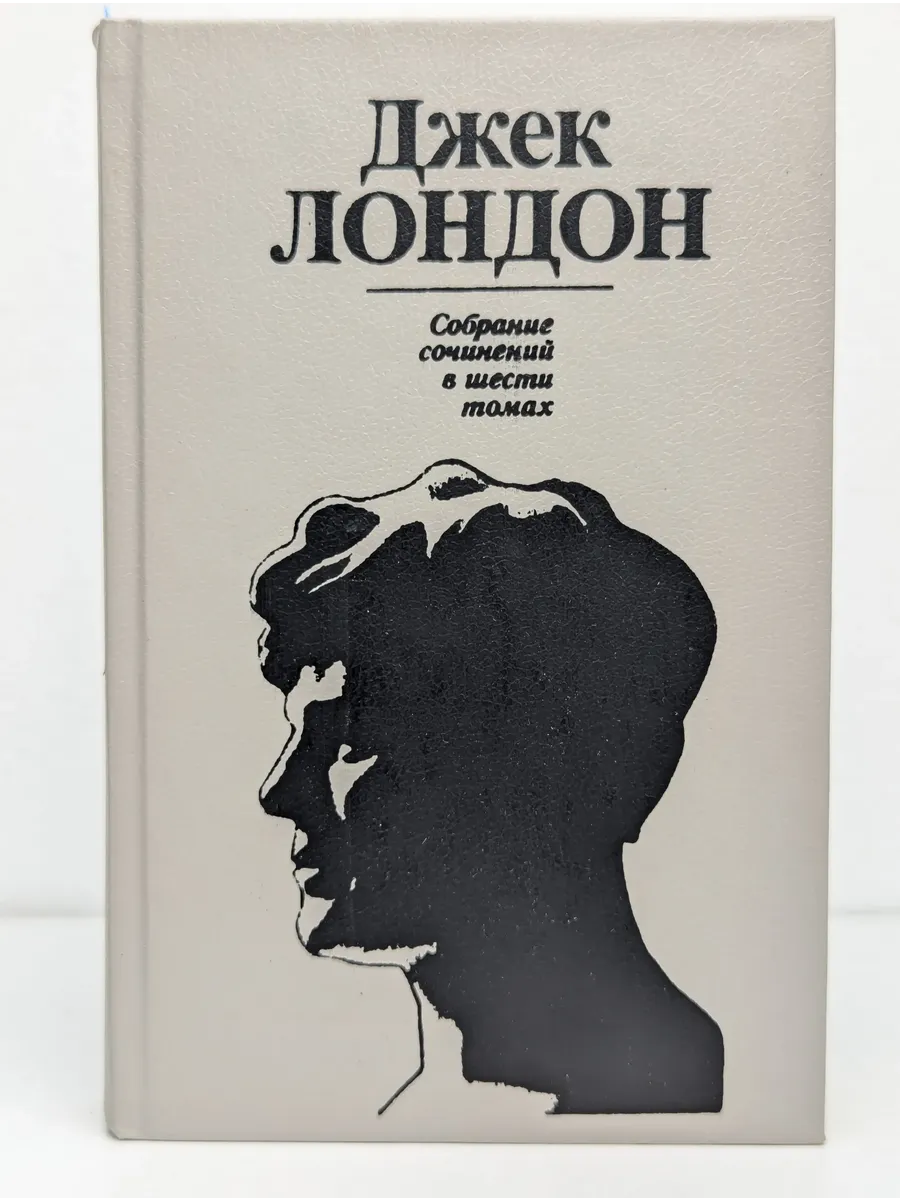 Джек
ЛОНДОН
Собрание
сочинений
в шести
томах